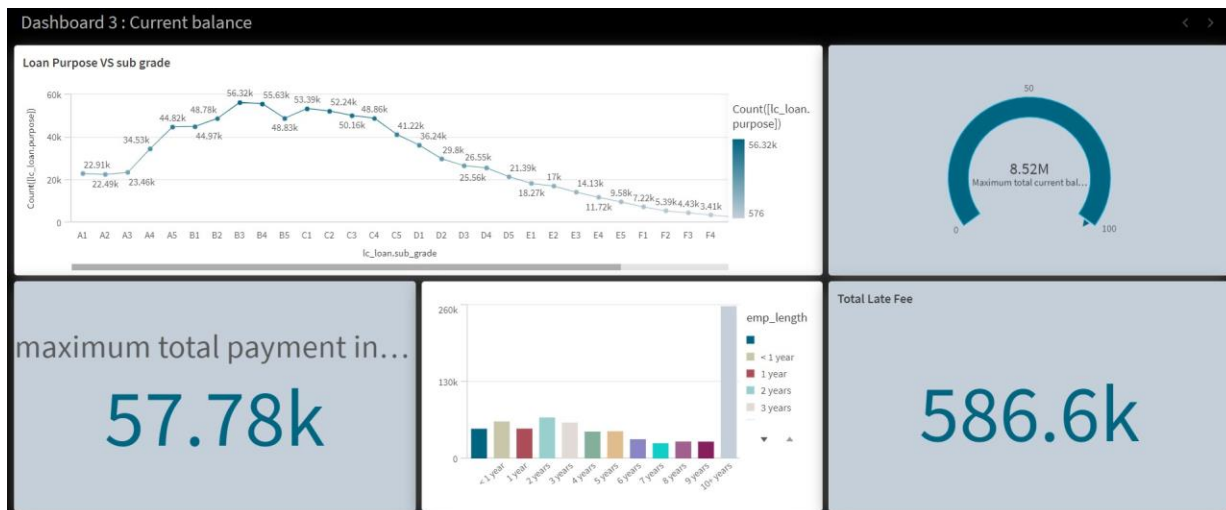 Dashboard 3 : Current balance
Loan Purpose VS sub grade
Count([lc_loan.purpose])
60k
40k
20k
0
22.91k
22.49k
23.46k
34.53k
44.82k
44.97k
48.78k
56.32k
55.63k
48.83k
53.39k
52.24k
50.16k
48.86k
41.22k
36.24k
29.8k
26.55k
25.56k
21.39k
18.27k
17k
14.13k
11.72k
9.58k
7.22k
5.39k
4.43k
3.41k
A1 A2 A3 A4 A5 B1 B2 B3 B4 B5 C1 C2 C3 C4 C5 D1 D2 D3 D4 D5 E1 E2 E3 E4 E5 F1 F2 F3 F4
lc_loan.sub_grade
Count([lc_loan.
purpose])
56.32k
576
50
8.52M
Maximum total current bal...
0
100
maximum total payment in...
57.78k
260k
130k
0
< 1 year
1 year
2 years
3 years
4 years
5 years
6 years
7 years
8 years
9 years
10+ years
emp_length
< 1 year
1 year
2 years
3 years
Total Late Fee
586.6k